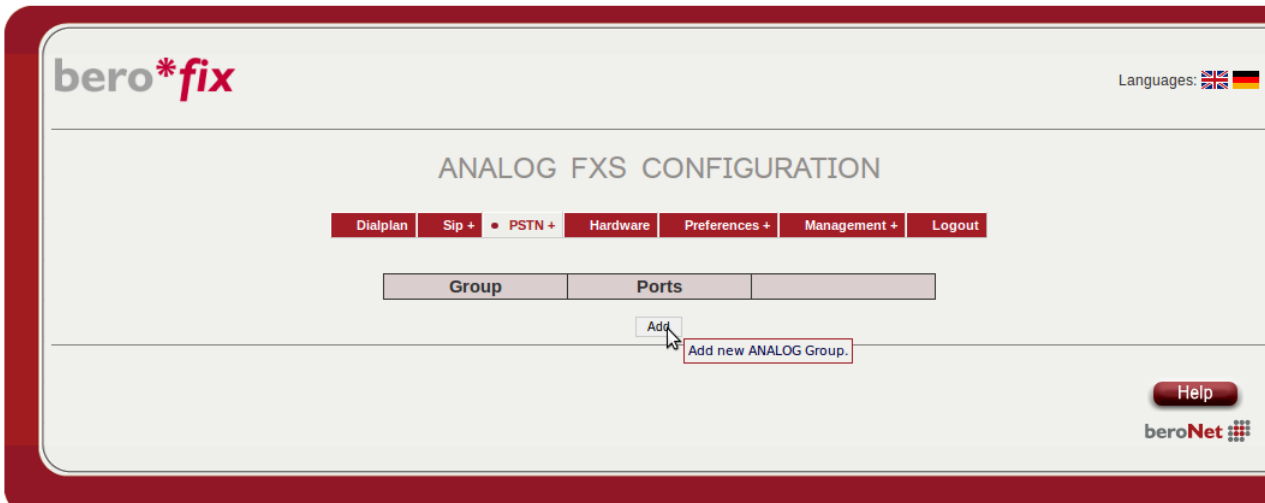 bero*fix
Languages:
ANALOG FXS CONFIGURATION
Dialplan Sip + • PSTN + Hardware Preferences + Management + Logout
Group Ports
Add
Add new ANALOG Group.
Help
beroNet